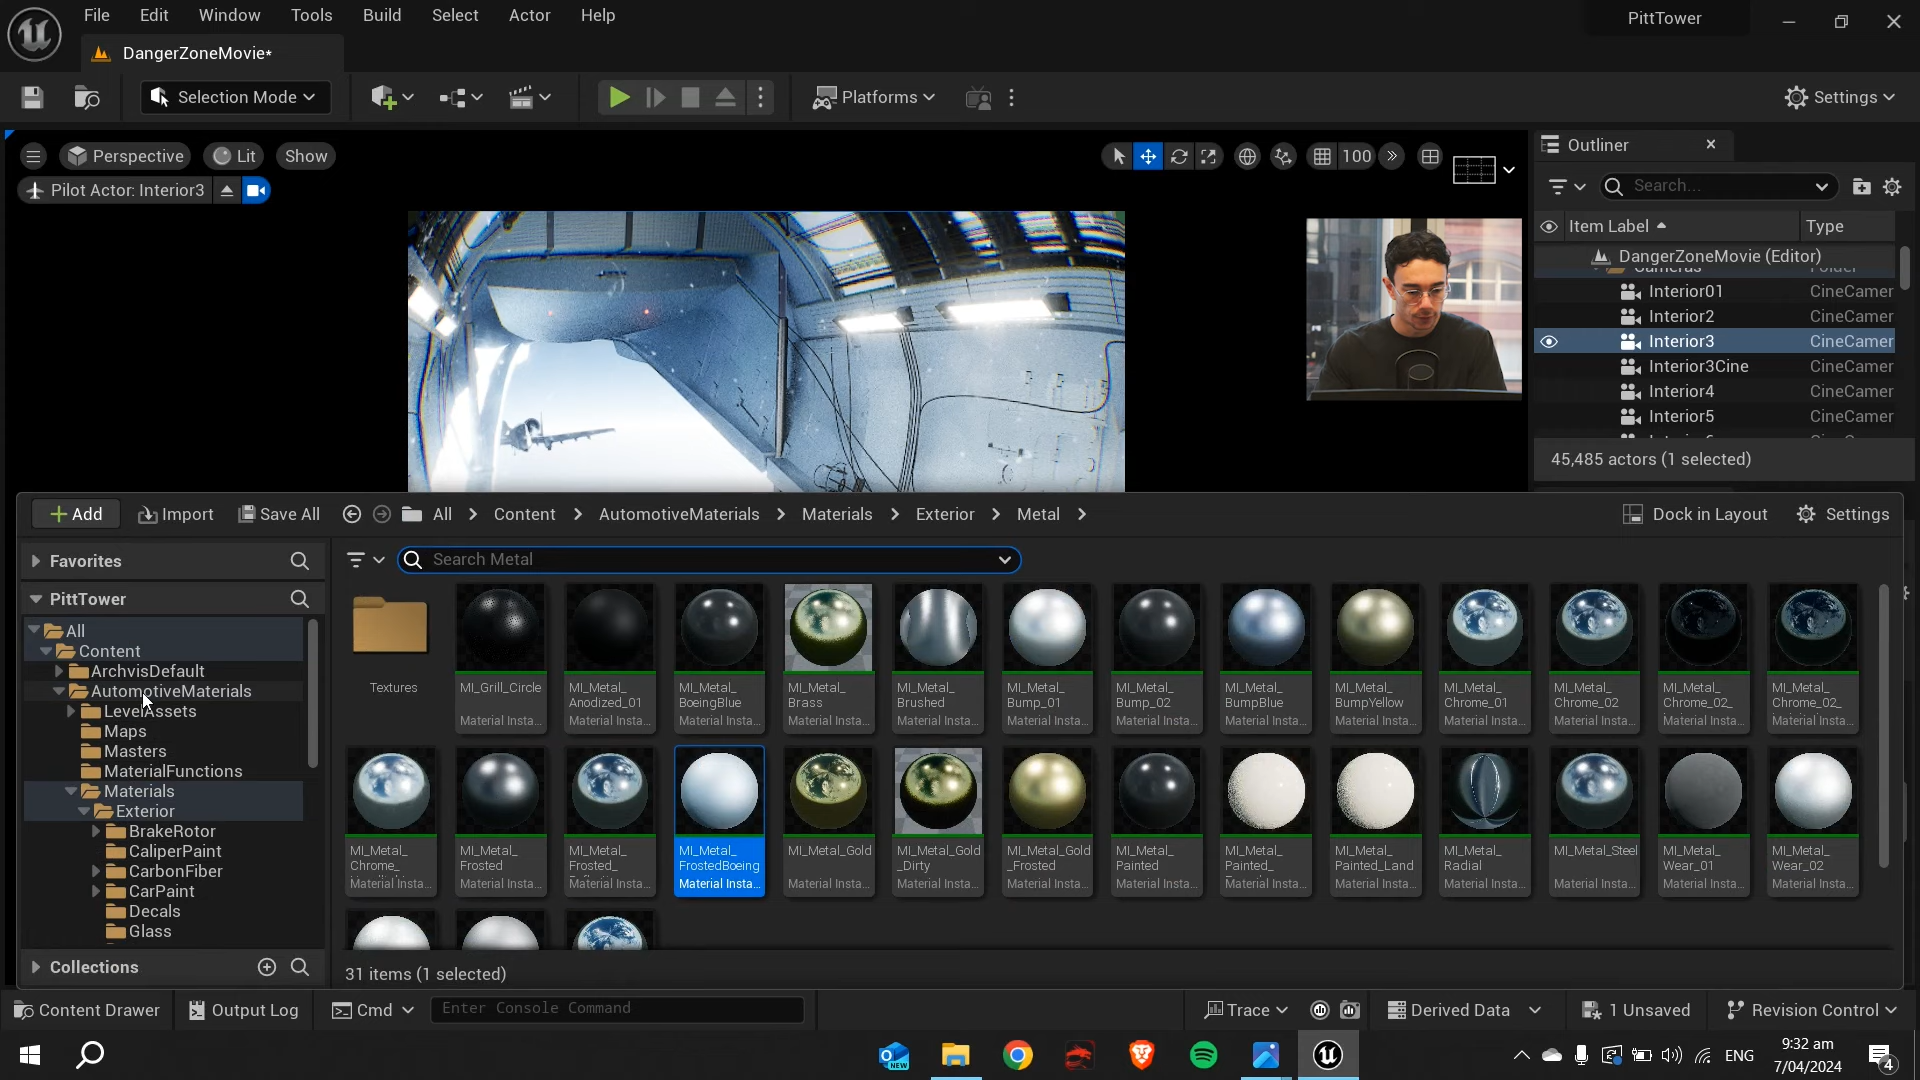 File Edit Window Tools Build Select Actor Help
PittTower
DangerZoneMovie*
Selection Mode
Platforms
Settings
Perspective
Lit
Show
100
Pilot Actor: Interior3
Outliner
Search...
Item Label
Type
DangerZoneMovie (Editor)
Cameras
Folder
Interior01 CineCamer
Interior2 CineCamer
Interior3 CineCamer
Interior3Cine CineCamer
Interior4 CineCamer
Interior5 CineCamer
45,485 actors (1 selected)
Add
Import
Save All
All > Content > AutomotiveMaterials > Materials > Exterior > Metal >
Dock in Layout
Settings
Favorites
PittTower
All
Content
ArchvisDefault
AutomotiveMaterials
LevelAssets
Maps
Masters
MaterialFunctions
Materials
Exterior
BrakeRotor
CaliperPaint
CarbonFiber
CarPaint
Decals
Glass
Collections
Search Metal
Textures
MI_Grill_Circle
Material Insta...
MI_Metal_
Anodized_01
Material Insta...
MI_Metal_
BoeingBlue
Material Insta...
MI_Metal_
Brass
Material Insta...
MI_Metal_
Brushed
Material Insta...
MI_Metal_
Bump_01
Material Insta...
MI_Metal_
Bump_02
Material Insta...
MI_Metal_
BumpBlue
Material Insta...
MI_Metal_
BumpYellow
Material Insta...
MI_Metal_
Chrome_01
Material Insta...
MI_Metal_
Chrome_02
Material Insta...
MI_Metal_
Chrome_02_
Material Insta...
MI_Metal_
Chrome_02_
Material Insta...
MI_Metal_
Chrome_
Material Insta...
MI_Metal_
Frosted
Material Insta...
MI_Metal_
Frosted_
Material Insta...
MI_Metal_
FrostedBoeing
Material Insta...
MI_Metal_Gold
Material Insta...
MI_Metal_Gold
_Dirty
Material Insta...
MI_Metal_Gold
_Frosted
Material Insta...
MI_Metal_
Painted
Material Insta...
MI_Metal_
Painted_
Material Insta...
MI_Metal_
Painted_Land
Material Insta...
MI_Metal_
Radial
Material Insta...
MI_Metal_Steel
Material Insta...
MI_Metal_
Wear_01
Material Insta...
MI_Metal_
Wear_02
Material Insta...
31 items (1 selected)
Content Drawer
Output Log
Cmd
Enter Console Command
Trace
Derived Data
1 Unsaved
Revision Control
NEW
ENG
9:32 am
7/04/2024
4